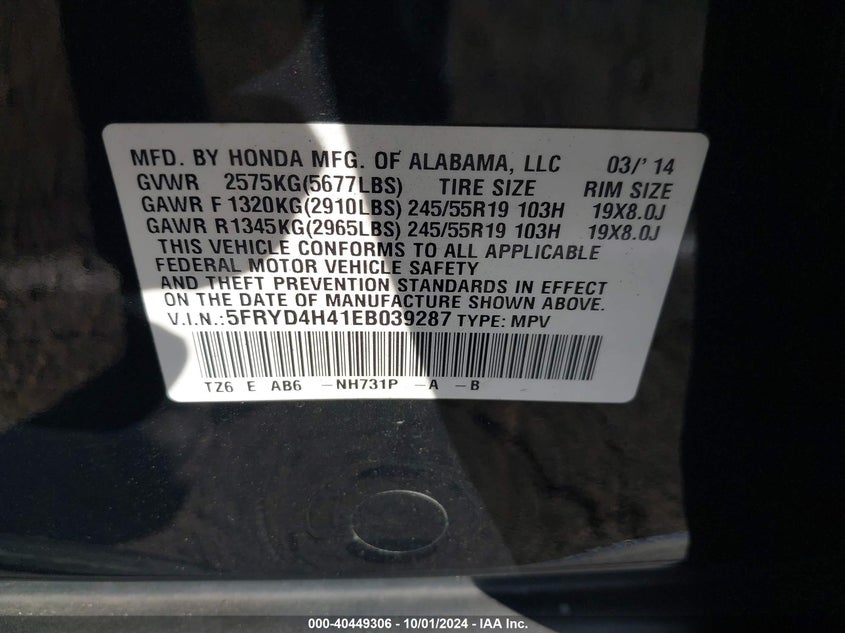 MFD. BY HONDA MFG. OF ALABAMA, LLC 03/' 14
GVWR 2575KG(5677LBS) TIRE SIZE RIM SIZE
GAWR F 1320KG(2910LBS) 245/55R19 103H 19X8.0J
GAWR R1345KG(2965LBS) 245/55R19 103H 19X8.0J
THIS VEHICLE CONFORMS TO ALL APPLICABLE
FEDERAL MOTOR VEHICLE SAFETY
AND THEFT PREVENTION STANDARDS IN EFFECT
ON THE DATE OF MANUFACTURE SHOWN ABOVE.
V.I.N.:5FRYD4H41EB039287 TYPE: MPV
TZ6 E AB6 -NH731P -A -B
000-40449306 - 10/01/2024 - IAA Inc.